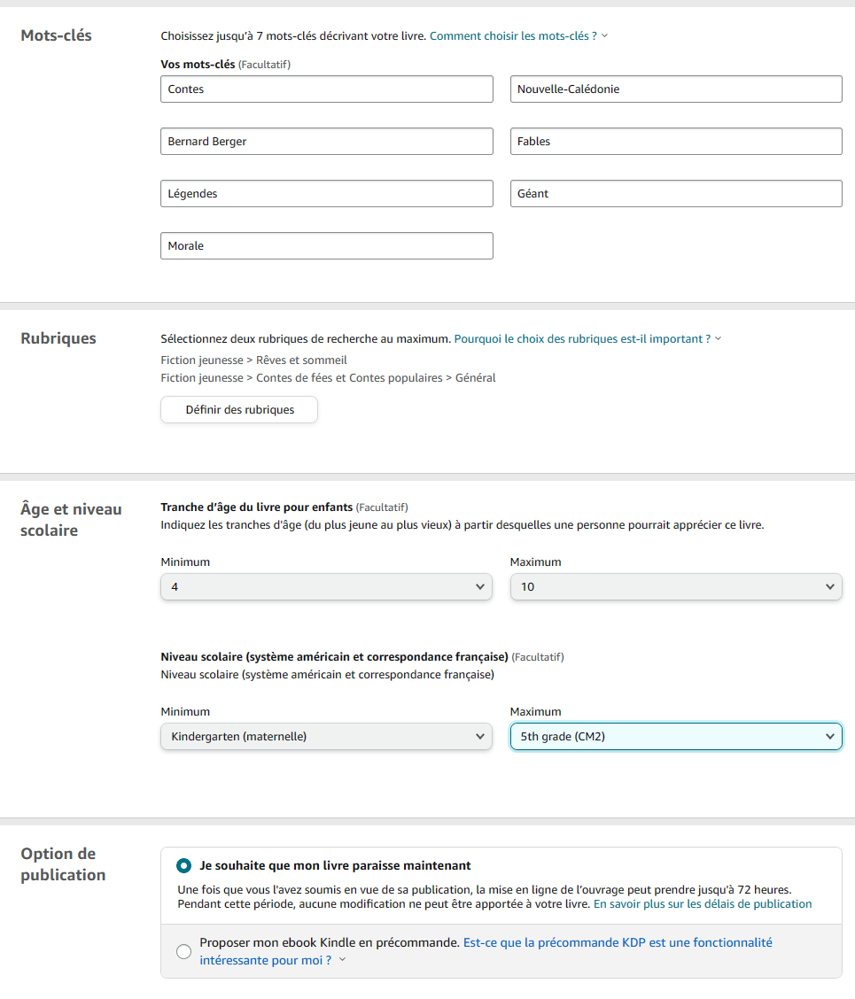 Mots-clés
Choisissez jusqu'à 7 mots-clés décrivant votre livre. Comment choisir les mots-clés ?
Vos mots-clés (Facultatif)
Contes
Nouvelle-Calédonie
Bernard Berger
Fables
Légendes
Géant
Morale
Rubriques
Sélectionnez deux rubriques de recherche au maximum. Pourquoi le choix des rubriques est-il important ?
Fiction jeunesse > Rêves et sommeil
Fiction jeunesse > Contes de fées et Contes populaires > Général
Définir des rubriques
Âge et niveau
scolaire
Tranche d’âge du livre pour enfants (Facultatif)
Indiquez les tranches d'âge (du plus jeune au plus vieux) à partir desquelles une personne pourrait apprécier ce livre.
Minimum
Maximum
4
10
Niveau scolaire (système américain et correspondance française) (Facultatif)
Niveau scolaire (système américain et correspondance française)
Minimum
Maximum
Kindergarten (maternelle)
5th grade (CM2)
Option de
publication
Je souhaite que mon livre paraisse maintenant
Une fois que vous l'avez soumis en vue de sa publication, la mise en ligne de l’ouvrage peut prendre jusqu'à 72 heures.
Pendant cette période, aucune modification ne peut être apportée à votre livre. En savoir plus sur les délais de publication
Proposer mon ebook Kindle en précommande. Est-ce que la précommande KDP est une fonctionnalité
intéressante pour moi ?